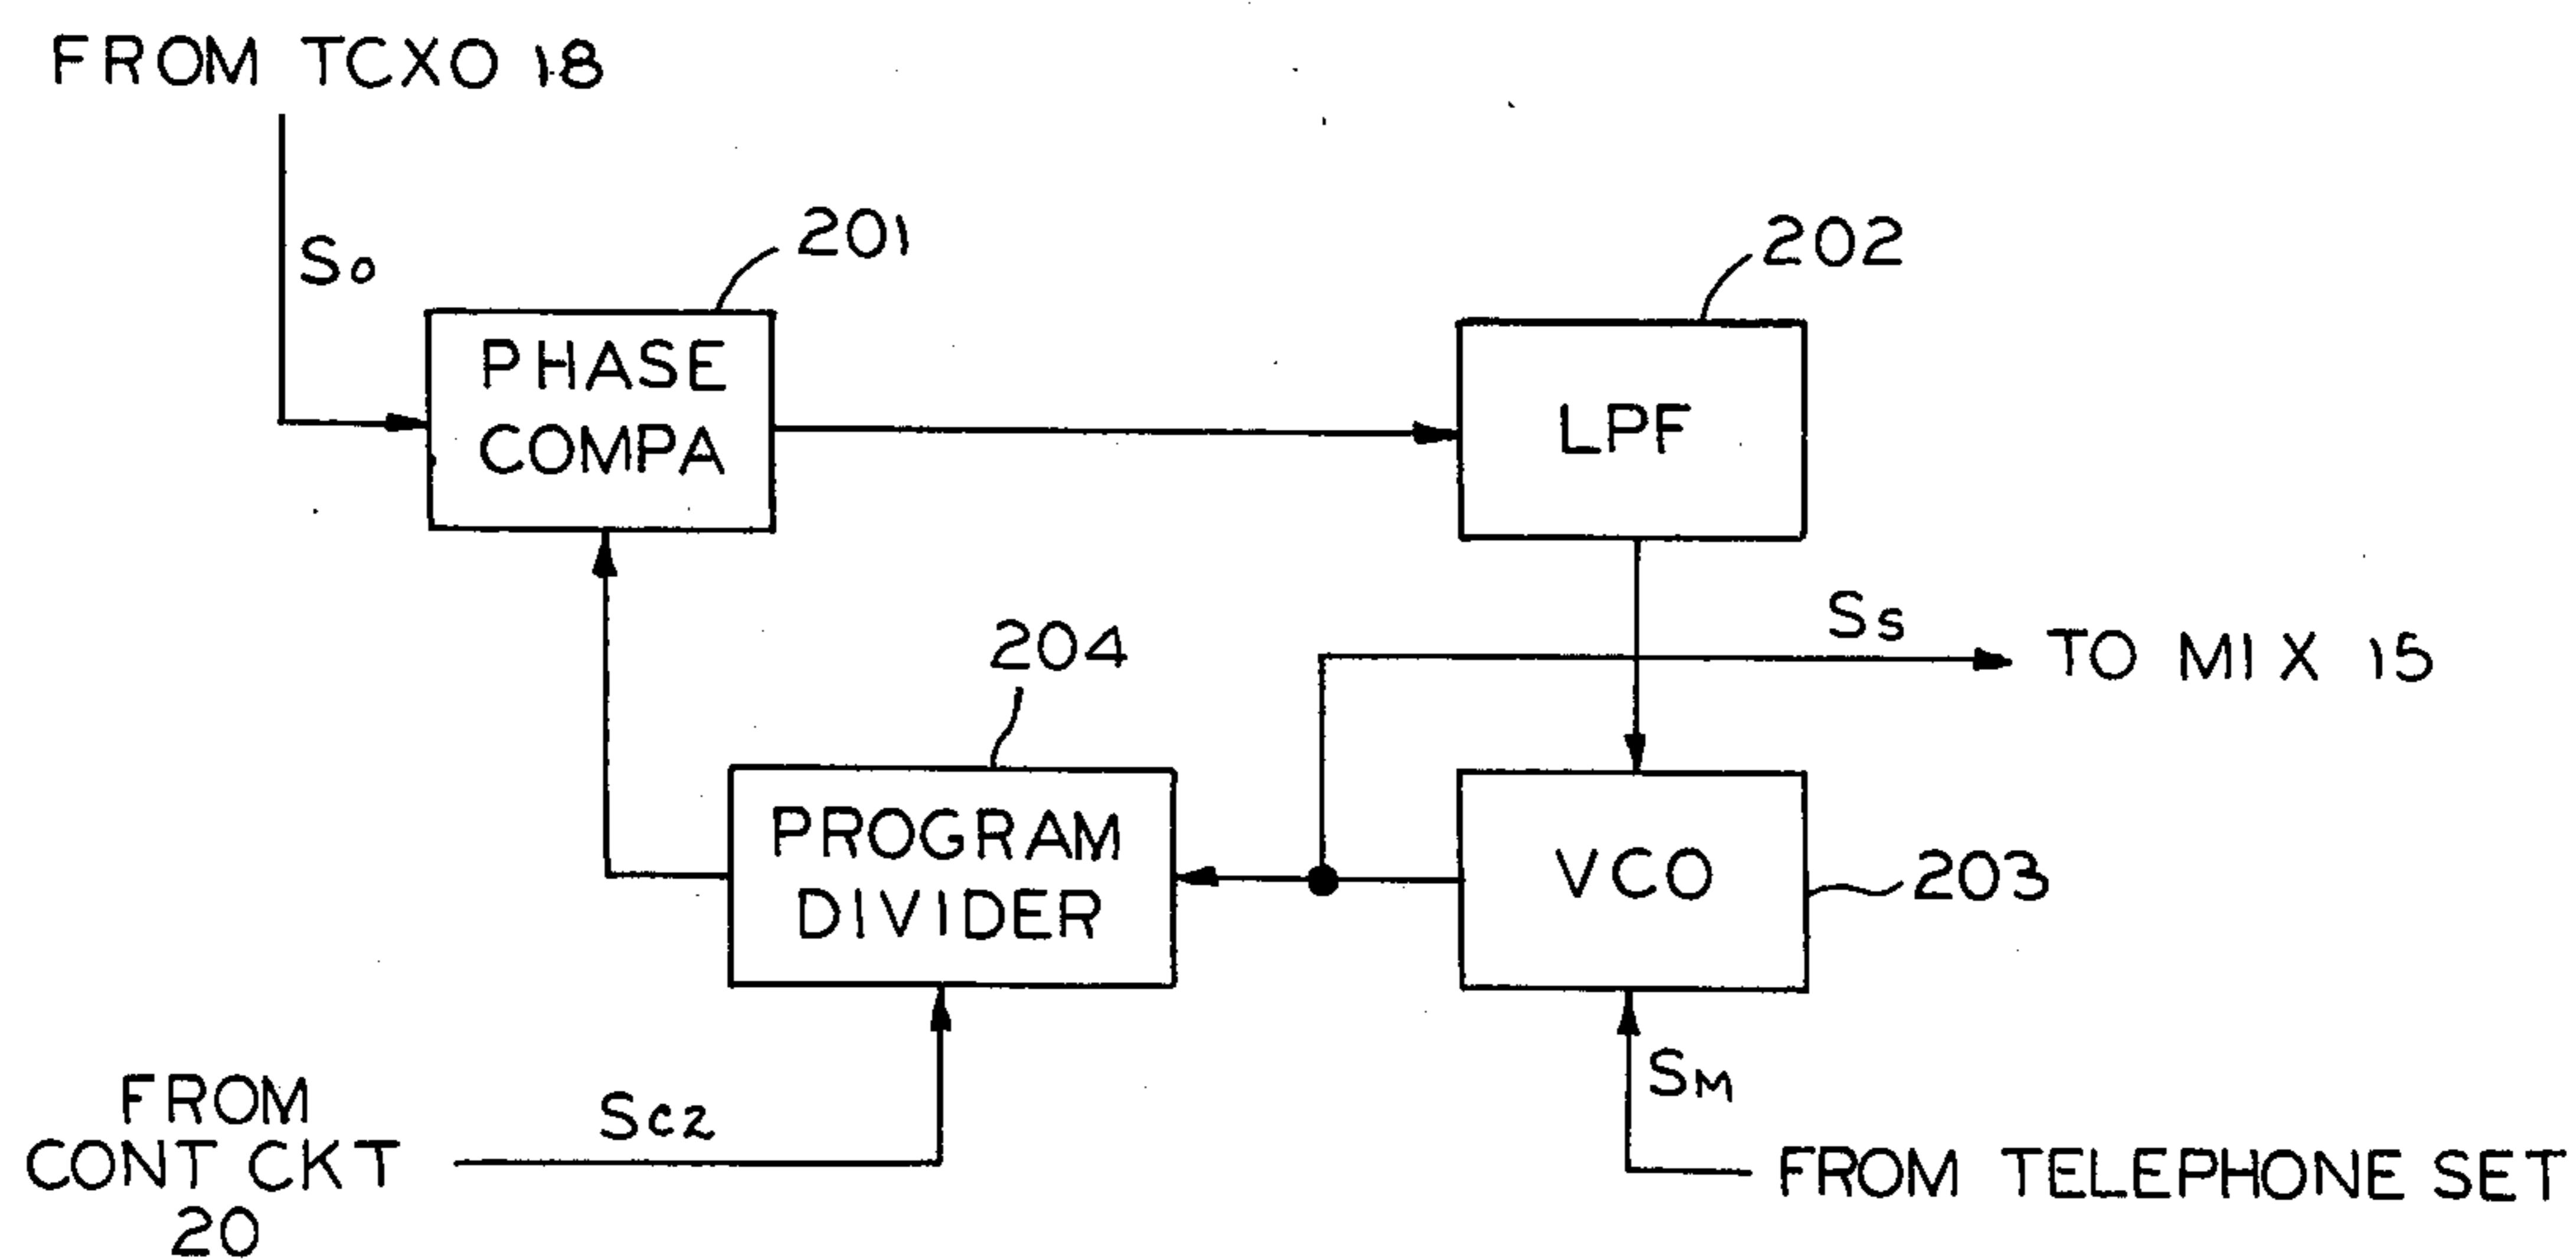 FROM TCXO 18
So
201
202
PHASE
COMPA
LPF
Ss
TO MIX 15
204
PROGRAM
DIVIDER
VCO
203
SM
Sc2
FROM
CONT CKT
20
FROM TELEPHONE SET